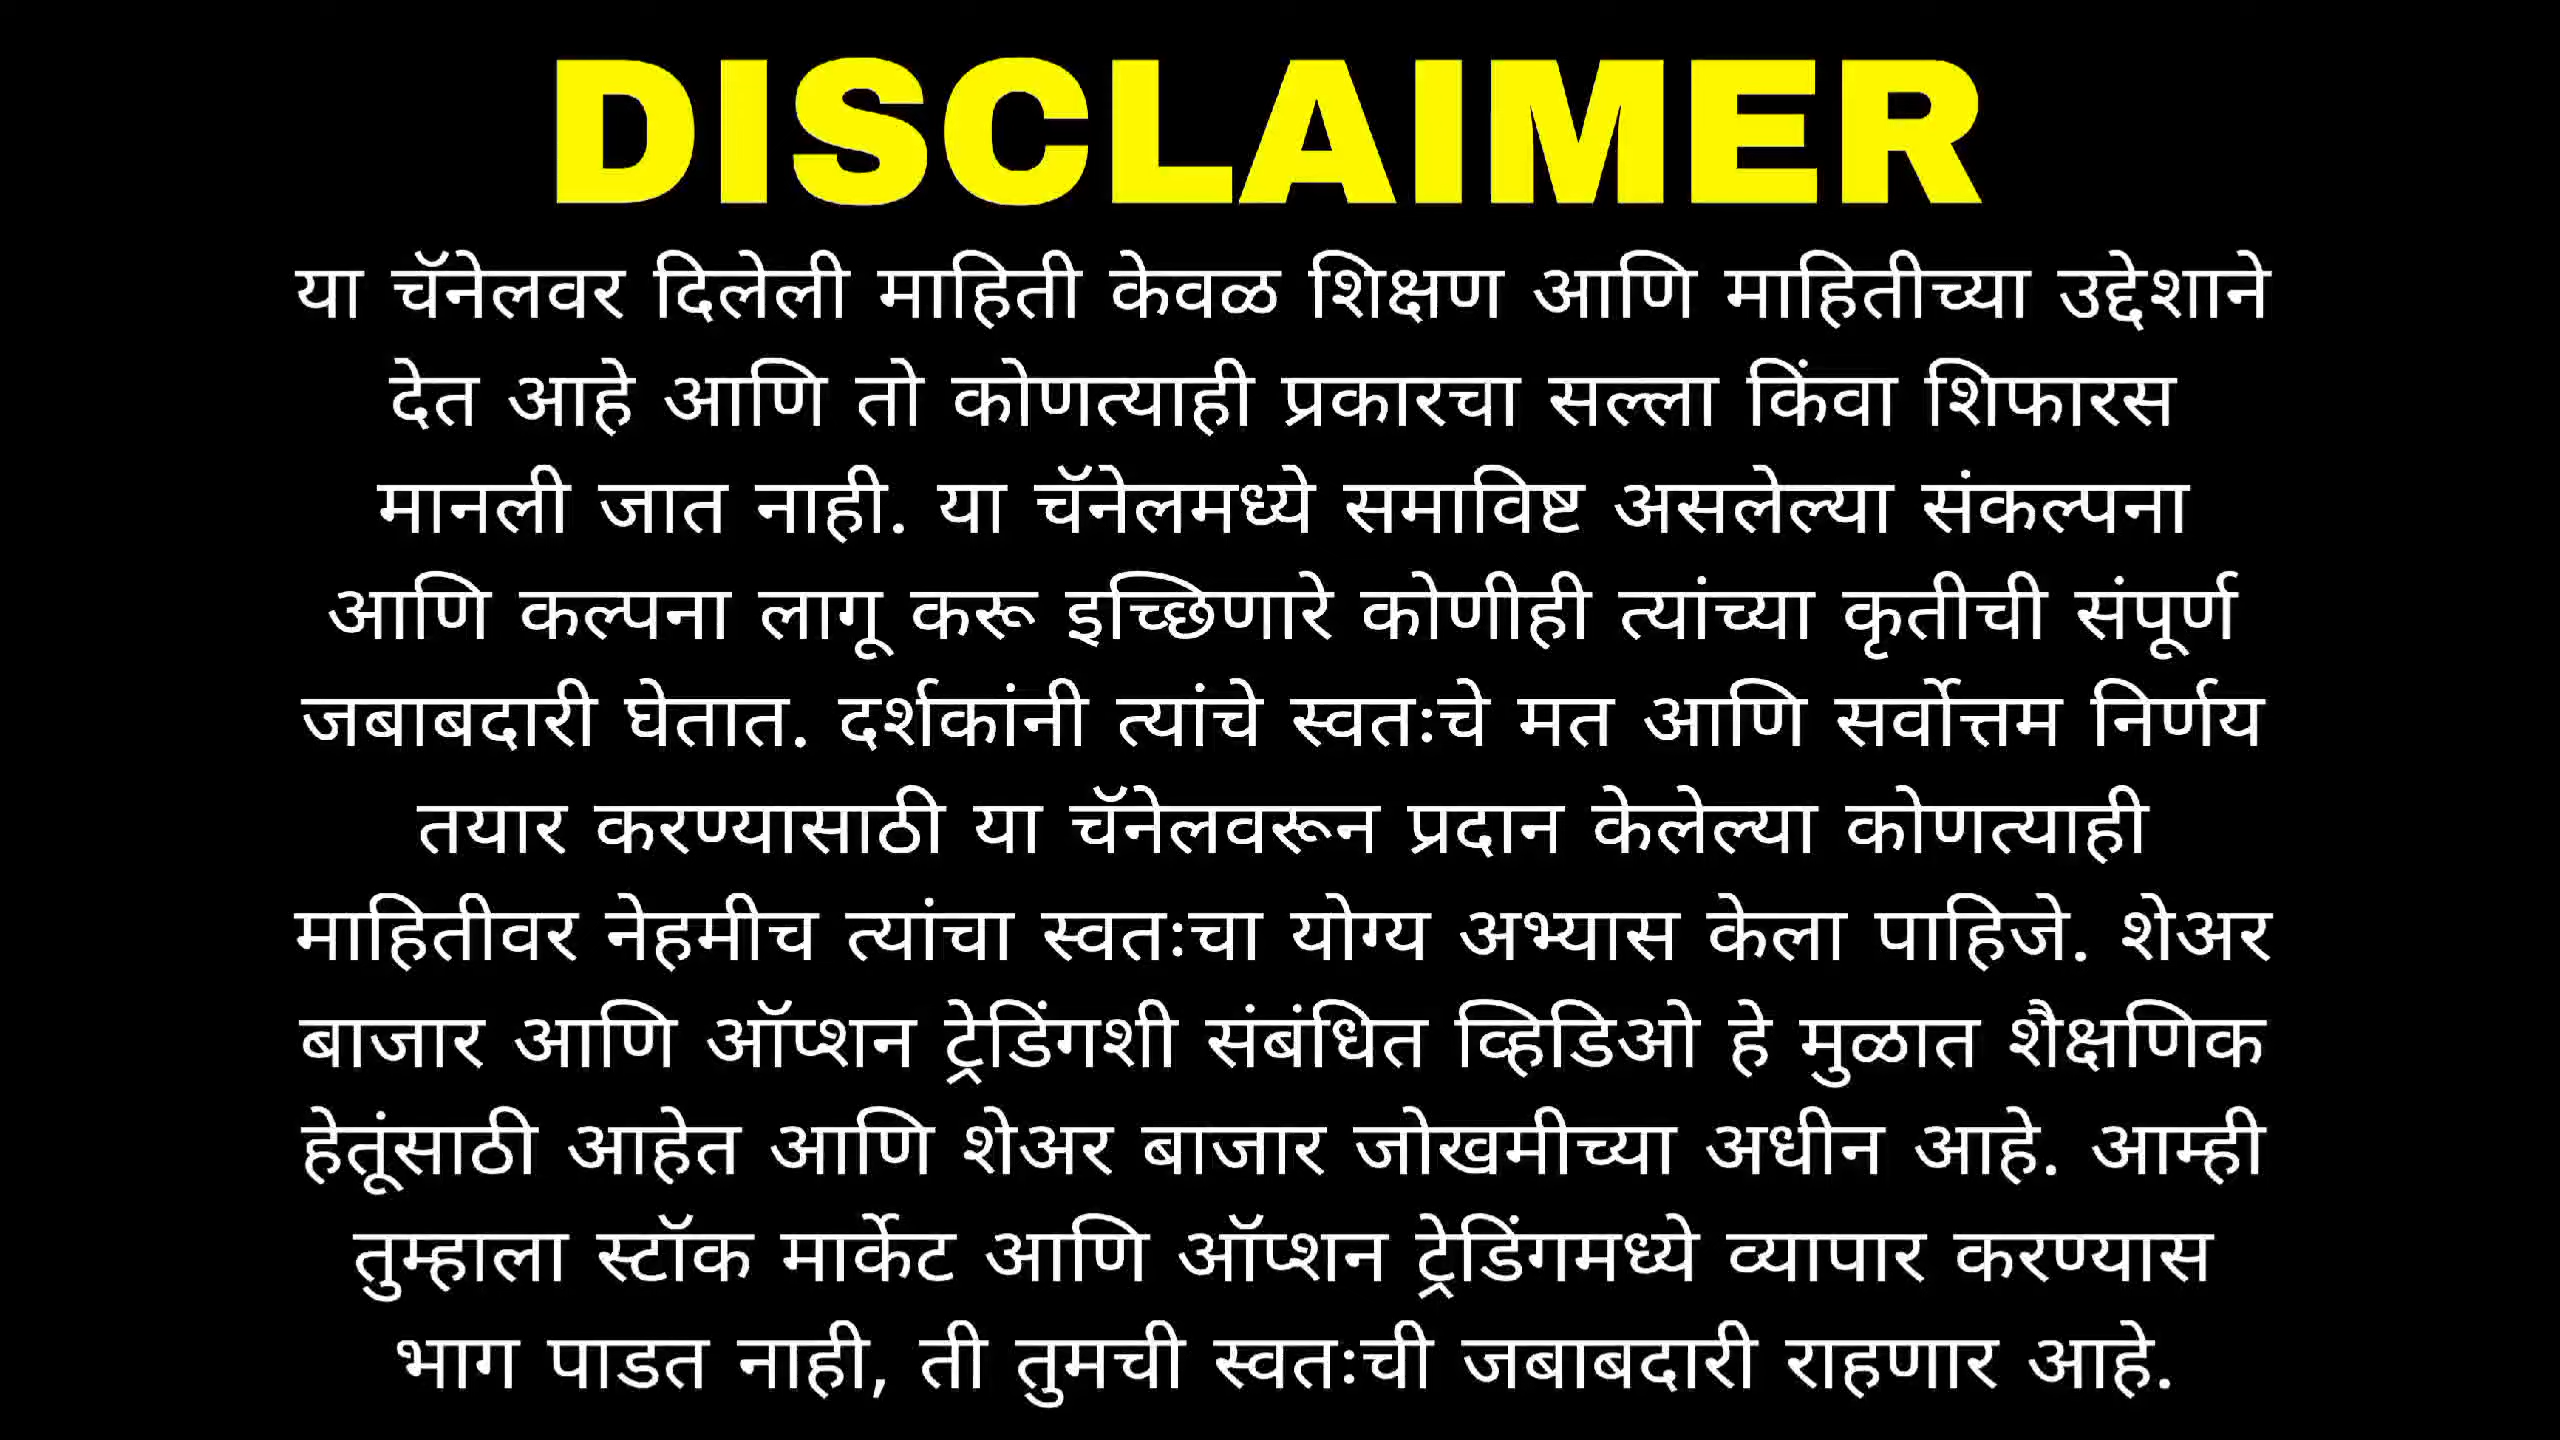 DISCLAIMER
या चॅनेलवर दिलेली माहिती केवळ शिक्षण आणि माहितीच्या उद्देशाने
देत आहे आणि तो कोणत्याही प्रकारचा सल्ला किंवा शिफारस
मानली जात नाही. या चॅनेलमध्ये समाविष्ट असलेल्या संकल्पना
आणि कल्पना लागू करू इच्छिणारे कोणीही त्यांच्या कृतीची संपूर्ण
जबाबदारी घेतात. दर्शकांनी त्यांचे स्वतःचे मत आणि सर्वोत्तम निर्णय
तयार करण्यासाठी या चॅनेलवरून प्रदान केलेल्या कोणत्याही
माहितीवर नेहमीच त्यांचा स्वतःचा योग्य अभ्यास केला पाहिजे. शेअर
बाजार आणि ऑप्शन ट्रेडिंगशी संबंधित व्हिडिओ हे मुळात शैक्षणिक
हेतूंसाठी आहेत आणि शेअर बाजार जोखमीच्या अधीन आहे. आम्ही
तुम्हाला स्टॉक मार्केट आणि ऑप्शन ट्रेडिंगमध्ये व्यापार करण्यास
भाग पाडत नाही, ती तुमची स्वतःची जबाबदारी राहणार आहे.